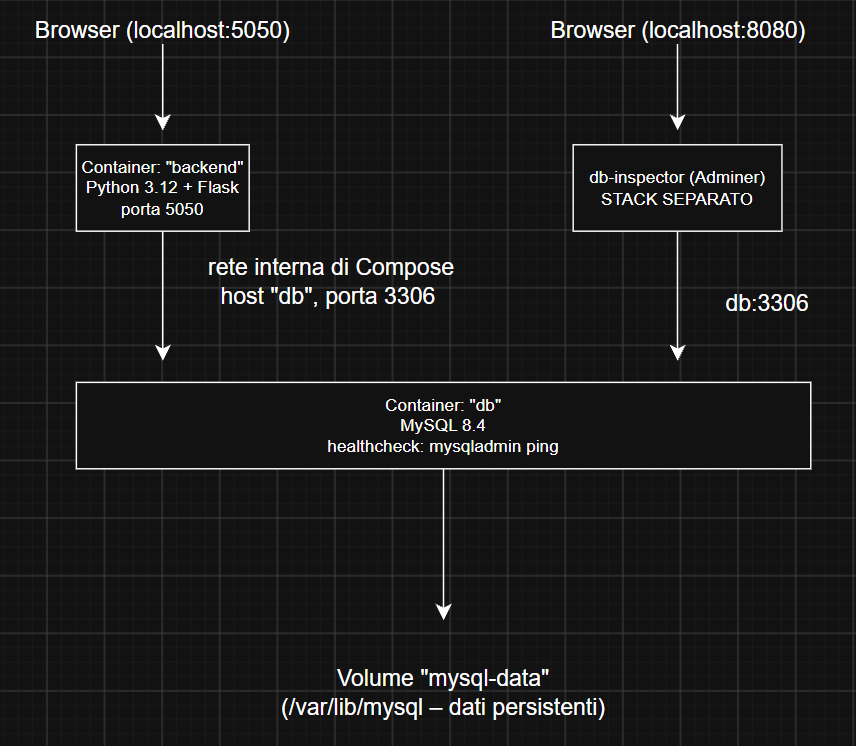 Browser (localhost:5050)
Browser (localhost:8080)
Container: "backend"
Python 3.12 + Flask
porta 5050
db-inspector (Adminer)
STACK SEPARATO
rete interna di Compose
host "db", porta 3306
db:3306
Container: "db"
MySQL 8.4
healthcheck: mysqladmin ping
Volume "mysql-data"
(/var/lib/mysql – dati persistenti)